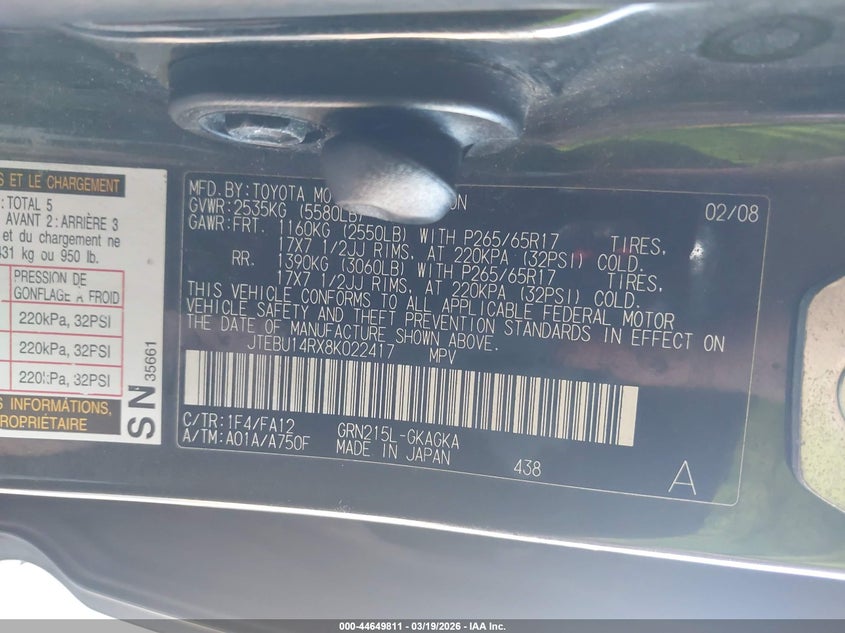 S ET LE CHARGEMENT
: TOTAL 5
AVANT 2 : ARRIÈRE 3
et du chargement ne
431 kg ou 950 lb.
PRESSION DE
GONFLAGE A FROID
220kPa, 32PSI
220kPa, 32PSI
220kPa, 32PSI
S INFORMATIONS,
PROPRIÉTAIRE
SN 35661
MFD. BY: TOYOTA MO ON 02/08
GVWR: 2535KG (5580LB)
GAWR: FRT. 1160KG (2550LB) WITH P265/65R17 TIRES,
17X7 1/2JJ RIMS, AT 220KPA (32PSI) COLD.
RR. 1390KG (3060LB) WITH P265/65R17 TIRES,
17X7 1/2JJ RIMS, AT 220KPA (32PSI) COLD.
THIS VEHICLE CONFORMS TO ALL APPLICABLE FEDERAL MOTOR
VEHICLE SAFETY AND THEFT PREVENTION STANDARDS IN EFFECT ON
THE DATE OF MANUFACTURE SHOWN ABOVE.
JTEBU14RX8K022417 MPV
C/TR: 1F4/FA12 GRN215L-GKAGKA
A/TM: A01A/A750F MADE IN JAPAN 438 A
000-44649811 — 03/19/2026 — IAA Inc.